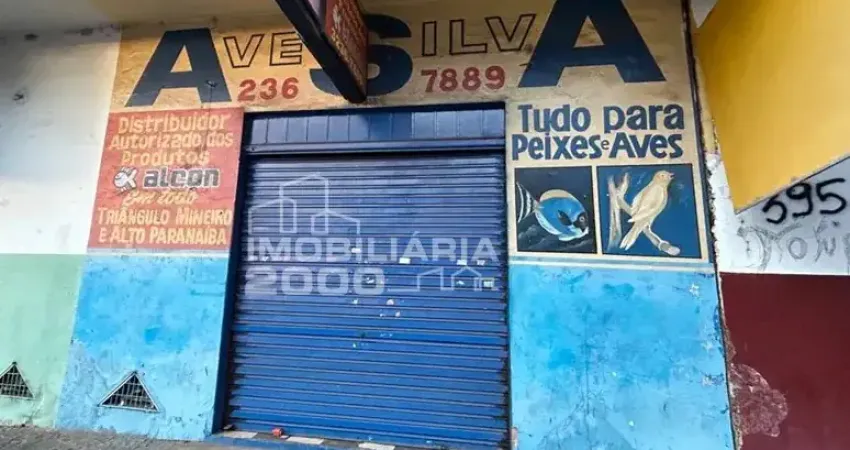 AVE SILVA
236 7889
Distribuidor
Autorizado dos
Produtos
alcon
em todo
TRIÂNGULO MINEIRO
E ALTO PARANAÍBA
Tudo para
Peixes e Aves
595
IMOBILIÁRIA
2000